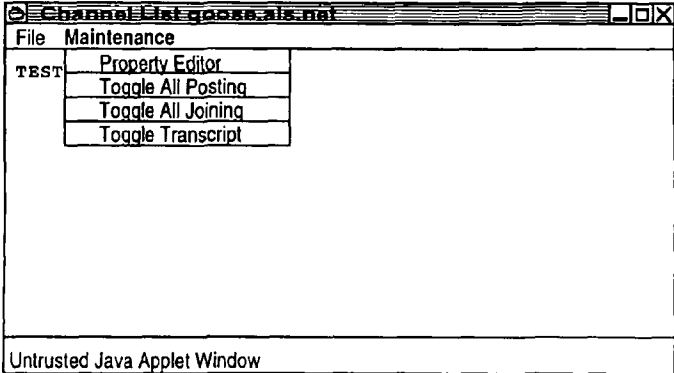 Channel List goose.ais.net
File Maintenance
TEST
Property Editor
Toggle All Posting
Toggle All Joining
Toggle Transcript
Untrusted Java Applet Window